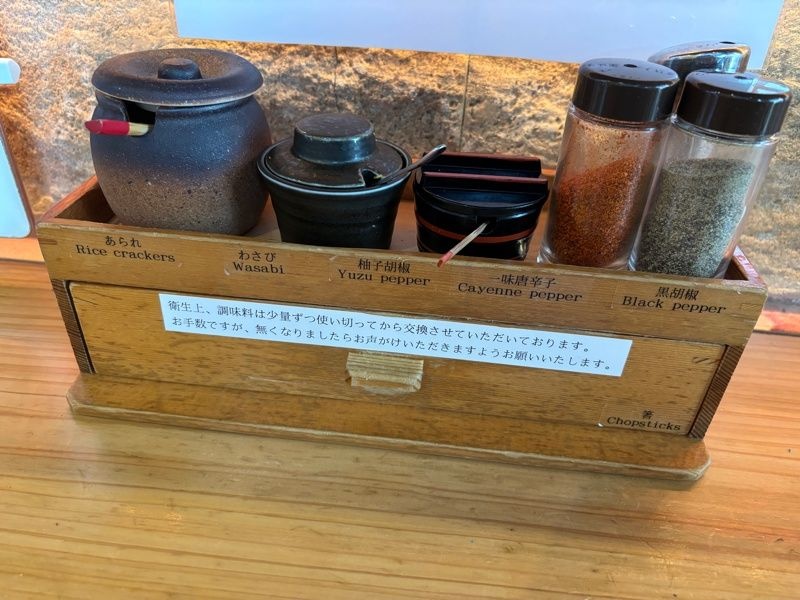 あられ
Rice crackers
わさび
Wasabi
柚子胡椒
Yuzu pepper
一味唐辛子
Cayenne pepper
黒胡椒
Black pepper
衛生上、調味料は少量ずつ使い切ってから交換させていただいております。
お手数ですが、無くなりましたらお声がけいただきますようお願いいたします。
箸
Chopsticks